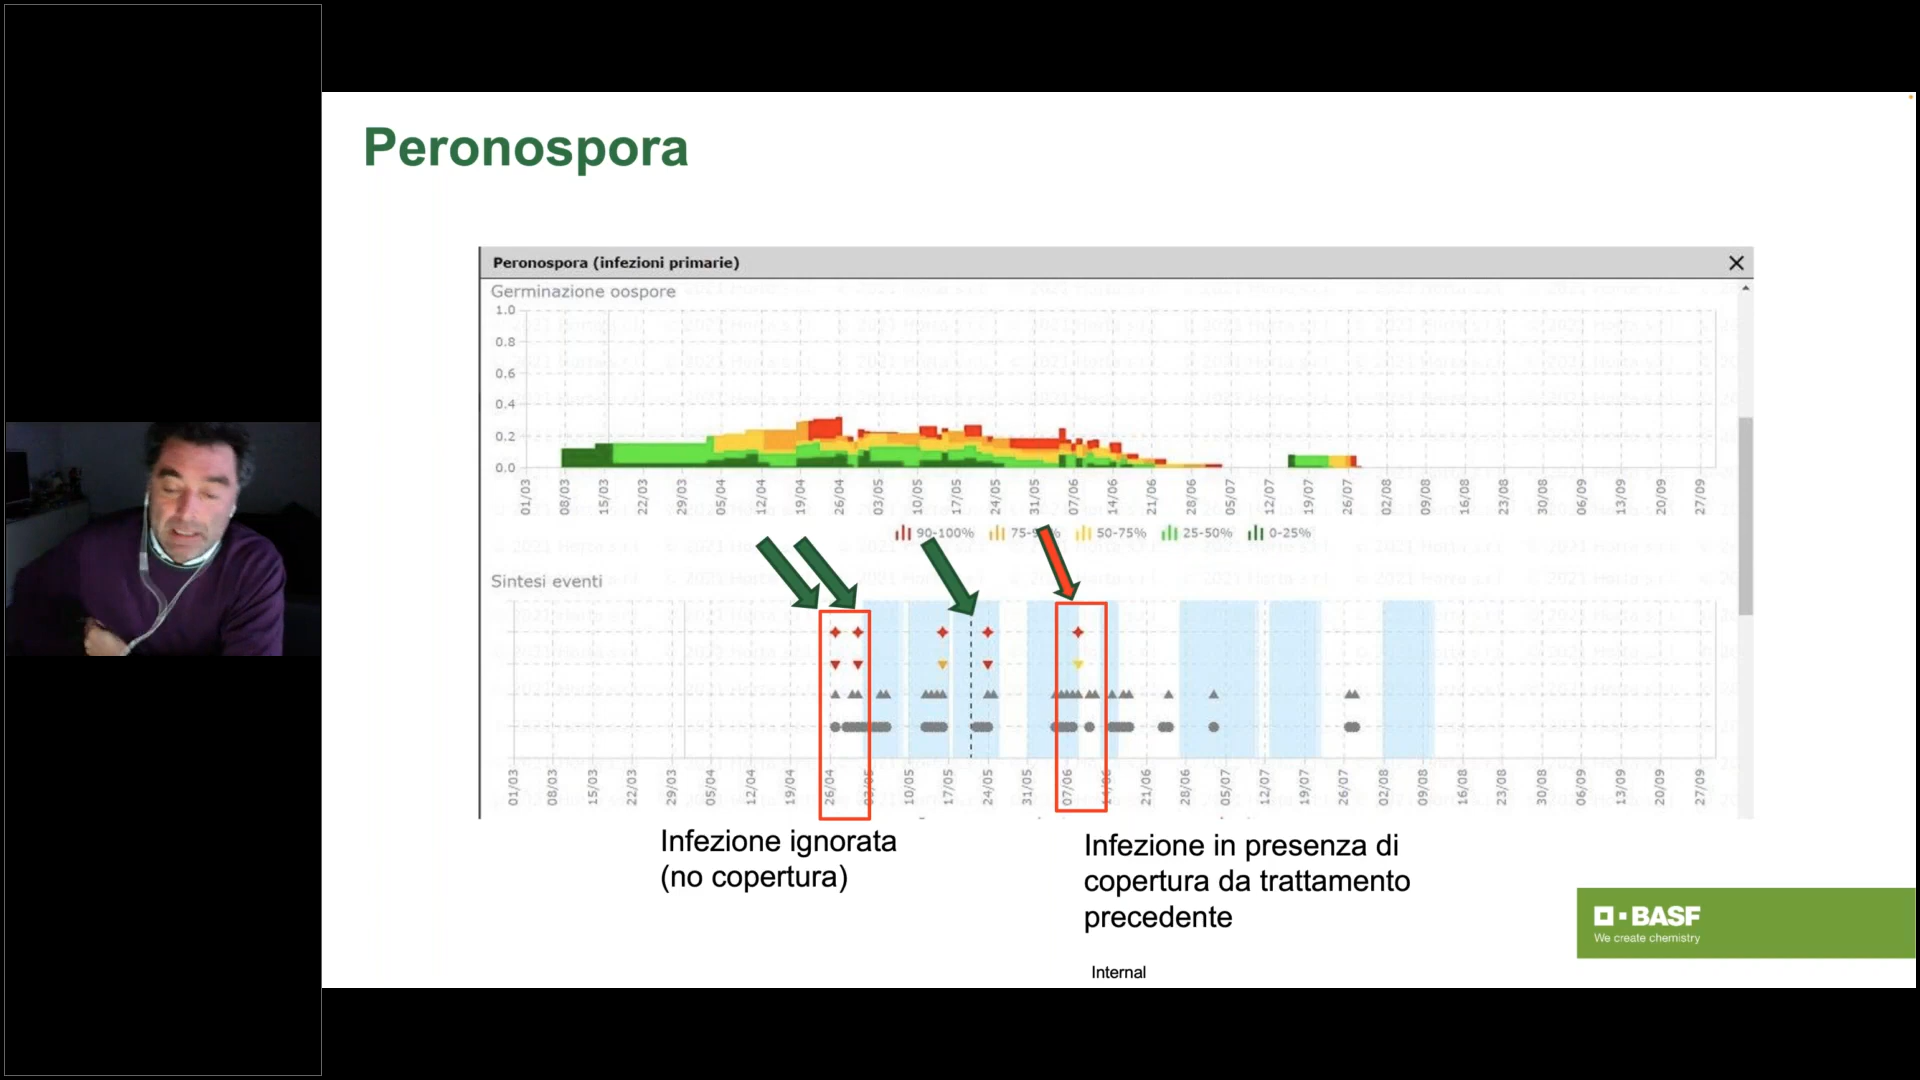 Peronospora
Peronospora (infezioni primarie)
Germinazione oospore
1.0
0.8
0.6
0.4
0.2
0.0
01/03 08/03 15/03 22/03 29/03 05/04 12/04 19/04 26/04 03/05 10/05 17/05 24/05 31/05 07/06 14/06 21/06 28/06 05/07 12/07 19/07 26/07 02/08 09/08 16/08 23/08 30/08 06/09 13/09 20/09 27/09
90-100% 50-75% 25-50% 0-25%
Sintesi eventi
01/03 08/03 15/03 22/03 29/03 05/04 12/04 19/04 26/04 10/05 17/05 24/05 31/05 07/06 21/06 28/06 05/07 12/07 19/07 26/07 02/08 09/08 16/08 23/08 30/08 06/09 13/09 20/09 27/09
Infezione ignorata
(no copertura)
Infezione in presenza di
copertura da trattamento
precedente
BASF
We create chemistry
Internal